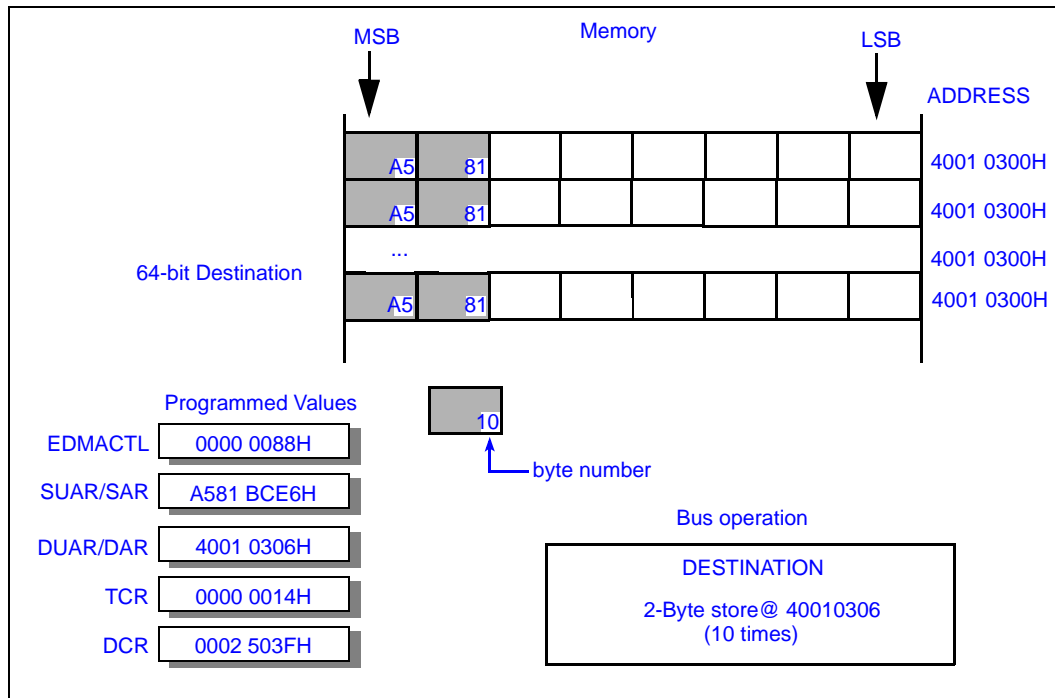 MSB Memory LSB
ADDRESS
A5 81 4001 0300H
A5 81 4001 0300H
... 4001 0300H
64-bit Destination
A5 81 4001 0300H
Programmed Values
10
EDMACTL 0000 0088H
byte number
SUAR/SAR A581 BCE6H
Bus operation
DUAR/DAR 4001 0306H
DESTINATION
TCR 0000 0014H
2-Byte store@ 40010306
(10 times)
DCR 0002 503FH